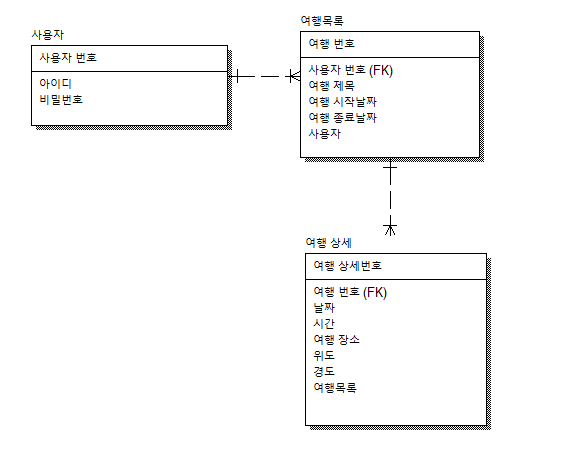 사용자
사용자 번호
아이디
비밀번호
여행목록
여행 번호
사용자 번호 (FK)
여행 제목
여행 시작날짜
여행 종료날짜
사용자
여행 상세
여행 상세번호
여행 번호 (FK)
날짜
시간
여행 장소
위도
경도
여행목록